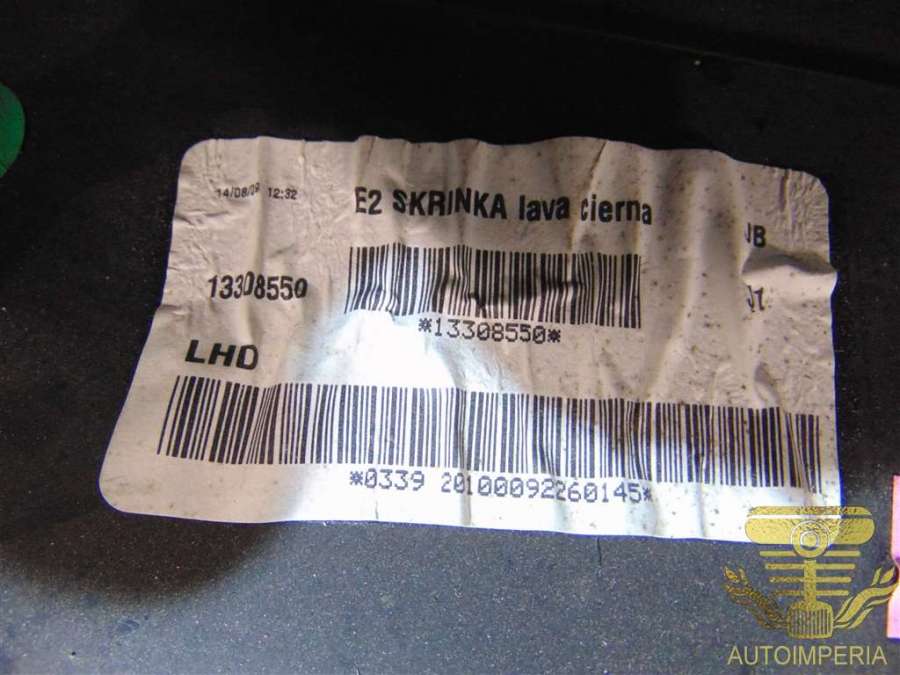 14/08/09 12:32
E2 SKRINKA lava cierna
JB
13308550
*13308550*
LHD
*0339 20100092260145*
AUTOIMPERIA